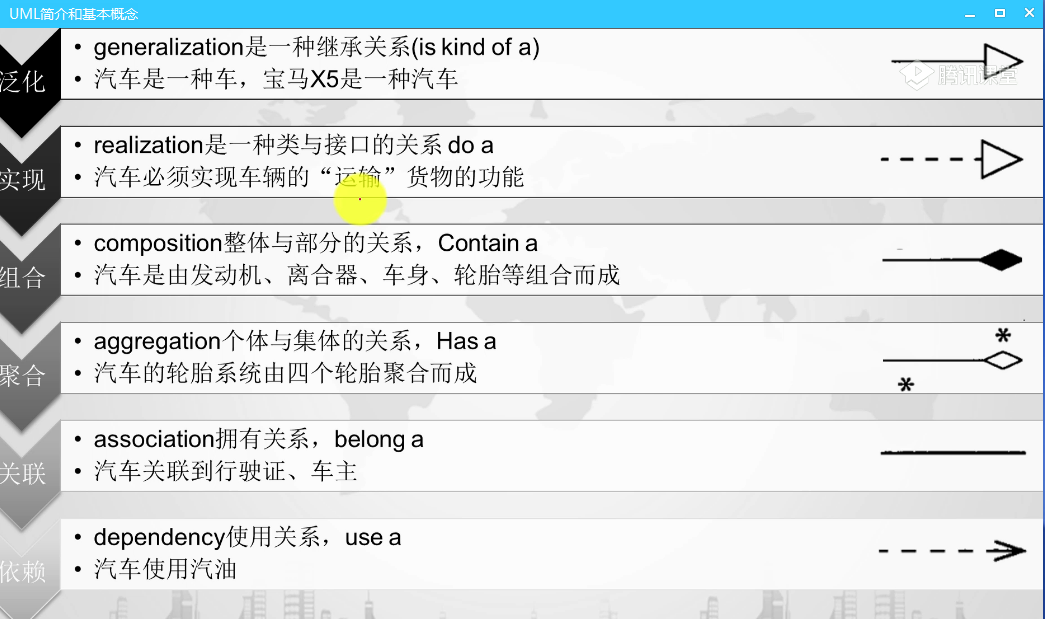 UML简介和基本概念
泛化
• generalization是一种继承关系(is kind of a)
• 汽车是一种车，宝马X5是一种汽车
腾讯课堂
实现
• realization是一种类与接口的关系 do a
• 汽车必须实现车辆的“运输”货物的功能
组合
• composition整体与部分的关系，Contain a
• 汽车是由发动机、离合器、车身、轮胎等组合而成
聚合
• aggregation个体与集体的关系，Has a
• 汽车的轮胎系统由四个轮胎聚合而成
*
*
关联
• association拥有关系，belong a
• 汽车关联到行驶证、车主
依赖
• dependency使用关系，use a
• 汽车使用汽油